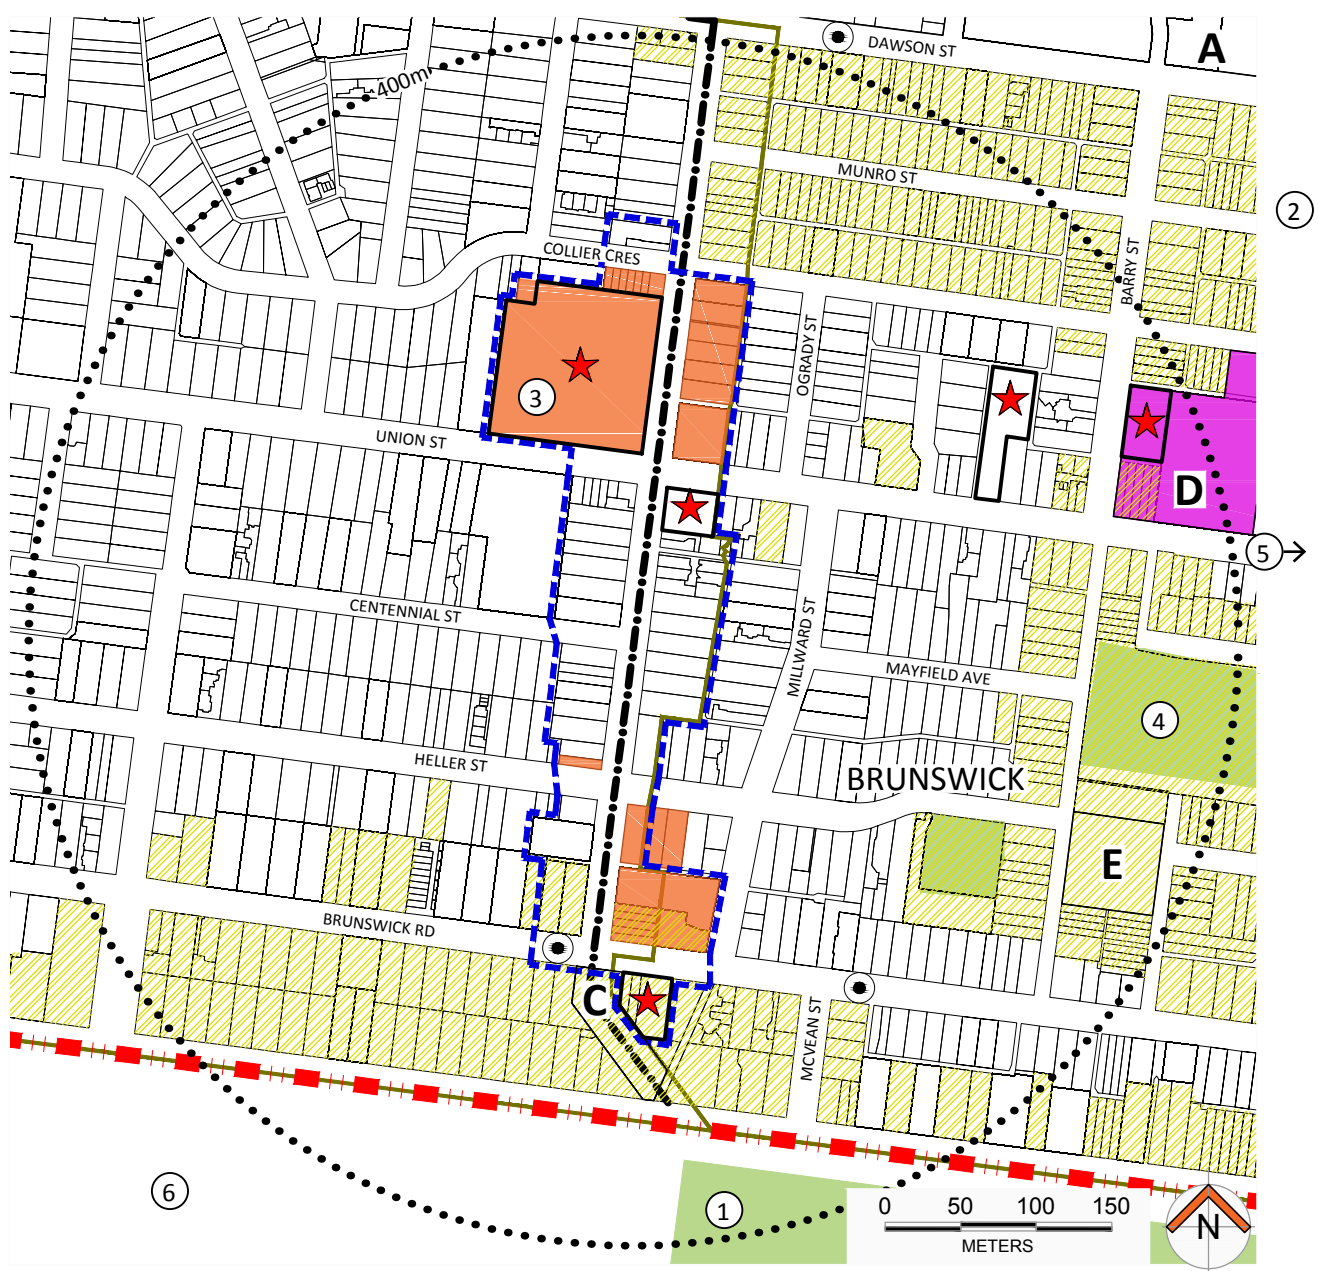 DAWSON ST
A
400m
MUNRO ST
2
COLLIER CRES
BARRY ST
OGRADY ST
3
UNION ST
D
5
CENTENNIAL ST
MILLWARD ST
MAYFIELD AVE
4
HELLER ST
BRUNSWICK
E
BRUNSWICK RD
C
MCVEAN ST
6
1
0 50 100 150
METERS
N